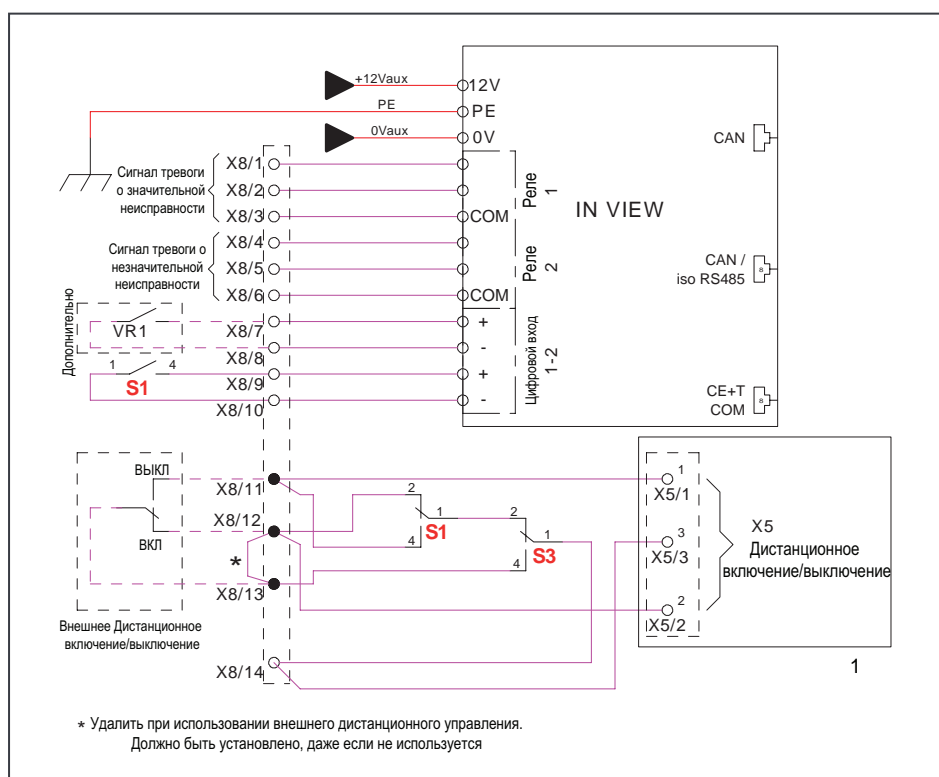 +12Vaux
12V
PE
PE
0Vaux
0V
CAN
Сигнал тревоги
о значительной
неисправности
X8/1
X8/2
X8/3
COM
Репе
1
IN VIEW
Сигнал тревоги о
незначительной
неисправности
X8/4
X8/5
X8/6
COM
Реле
2
CAN /
iso RS485
8
Дополнительно
VR1
X8/7
X8/8
+
-
1
4
S1
X8/9
X8/10
+
-
Цифровой вход
1-2
CE+T
COM
8
ВЫКЛ
ВКЛ
X8/11
X8/12
*
X8/13
X8/14
2
1
4
S1
2
1
4
S3
1
X5/1
3
X5/3
2
X5/2
X5
Дистанционное
включение/выключение
Внешнее Дистанционное
включение/выключение
1
* Удалить при использовании внешнего дистанционного управления.
Должно быть установлено, даже если не используется